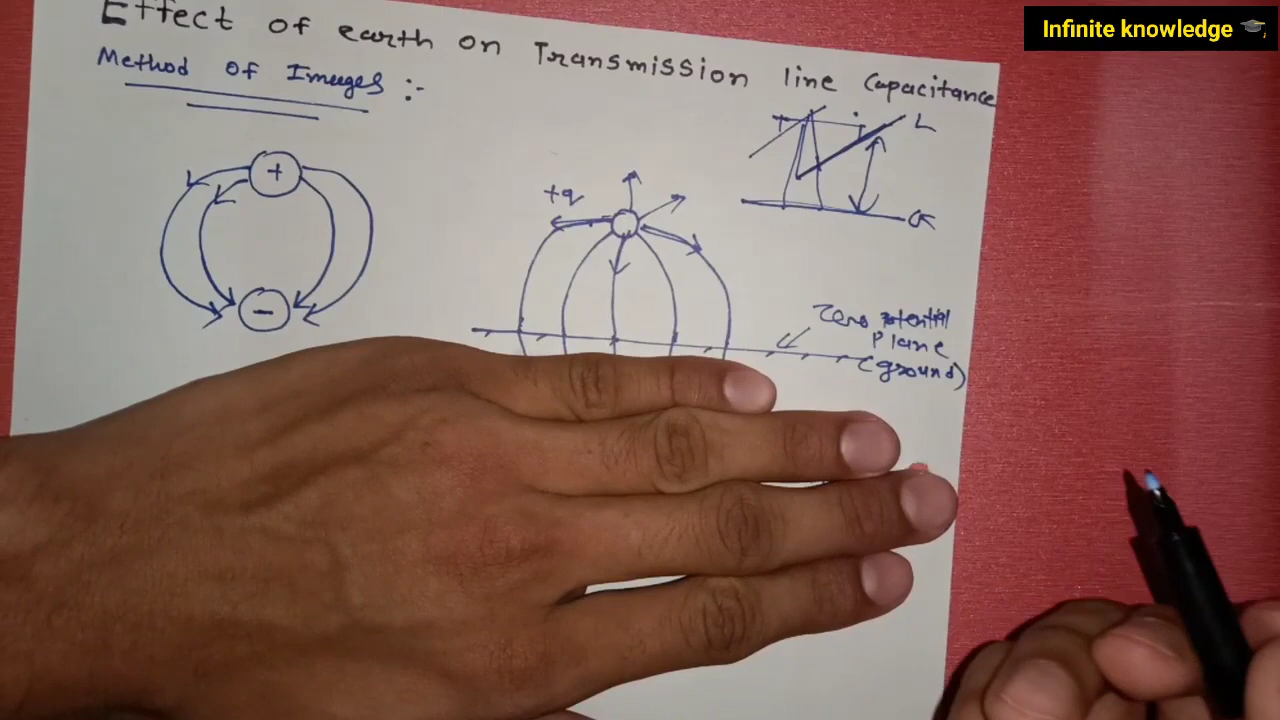 Infinite knowledge 🎓
Effect of earth on Transmission line Capacitance
Method of Images :-
L
G
+
+q
-
Zero potential
Plane
(ground)